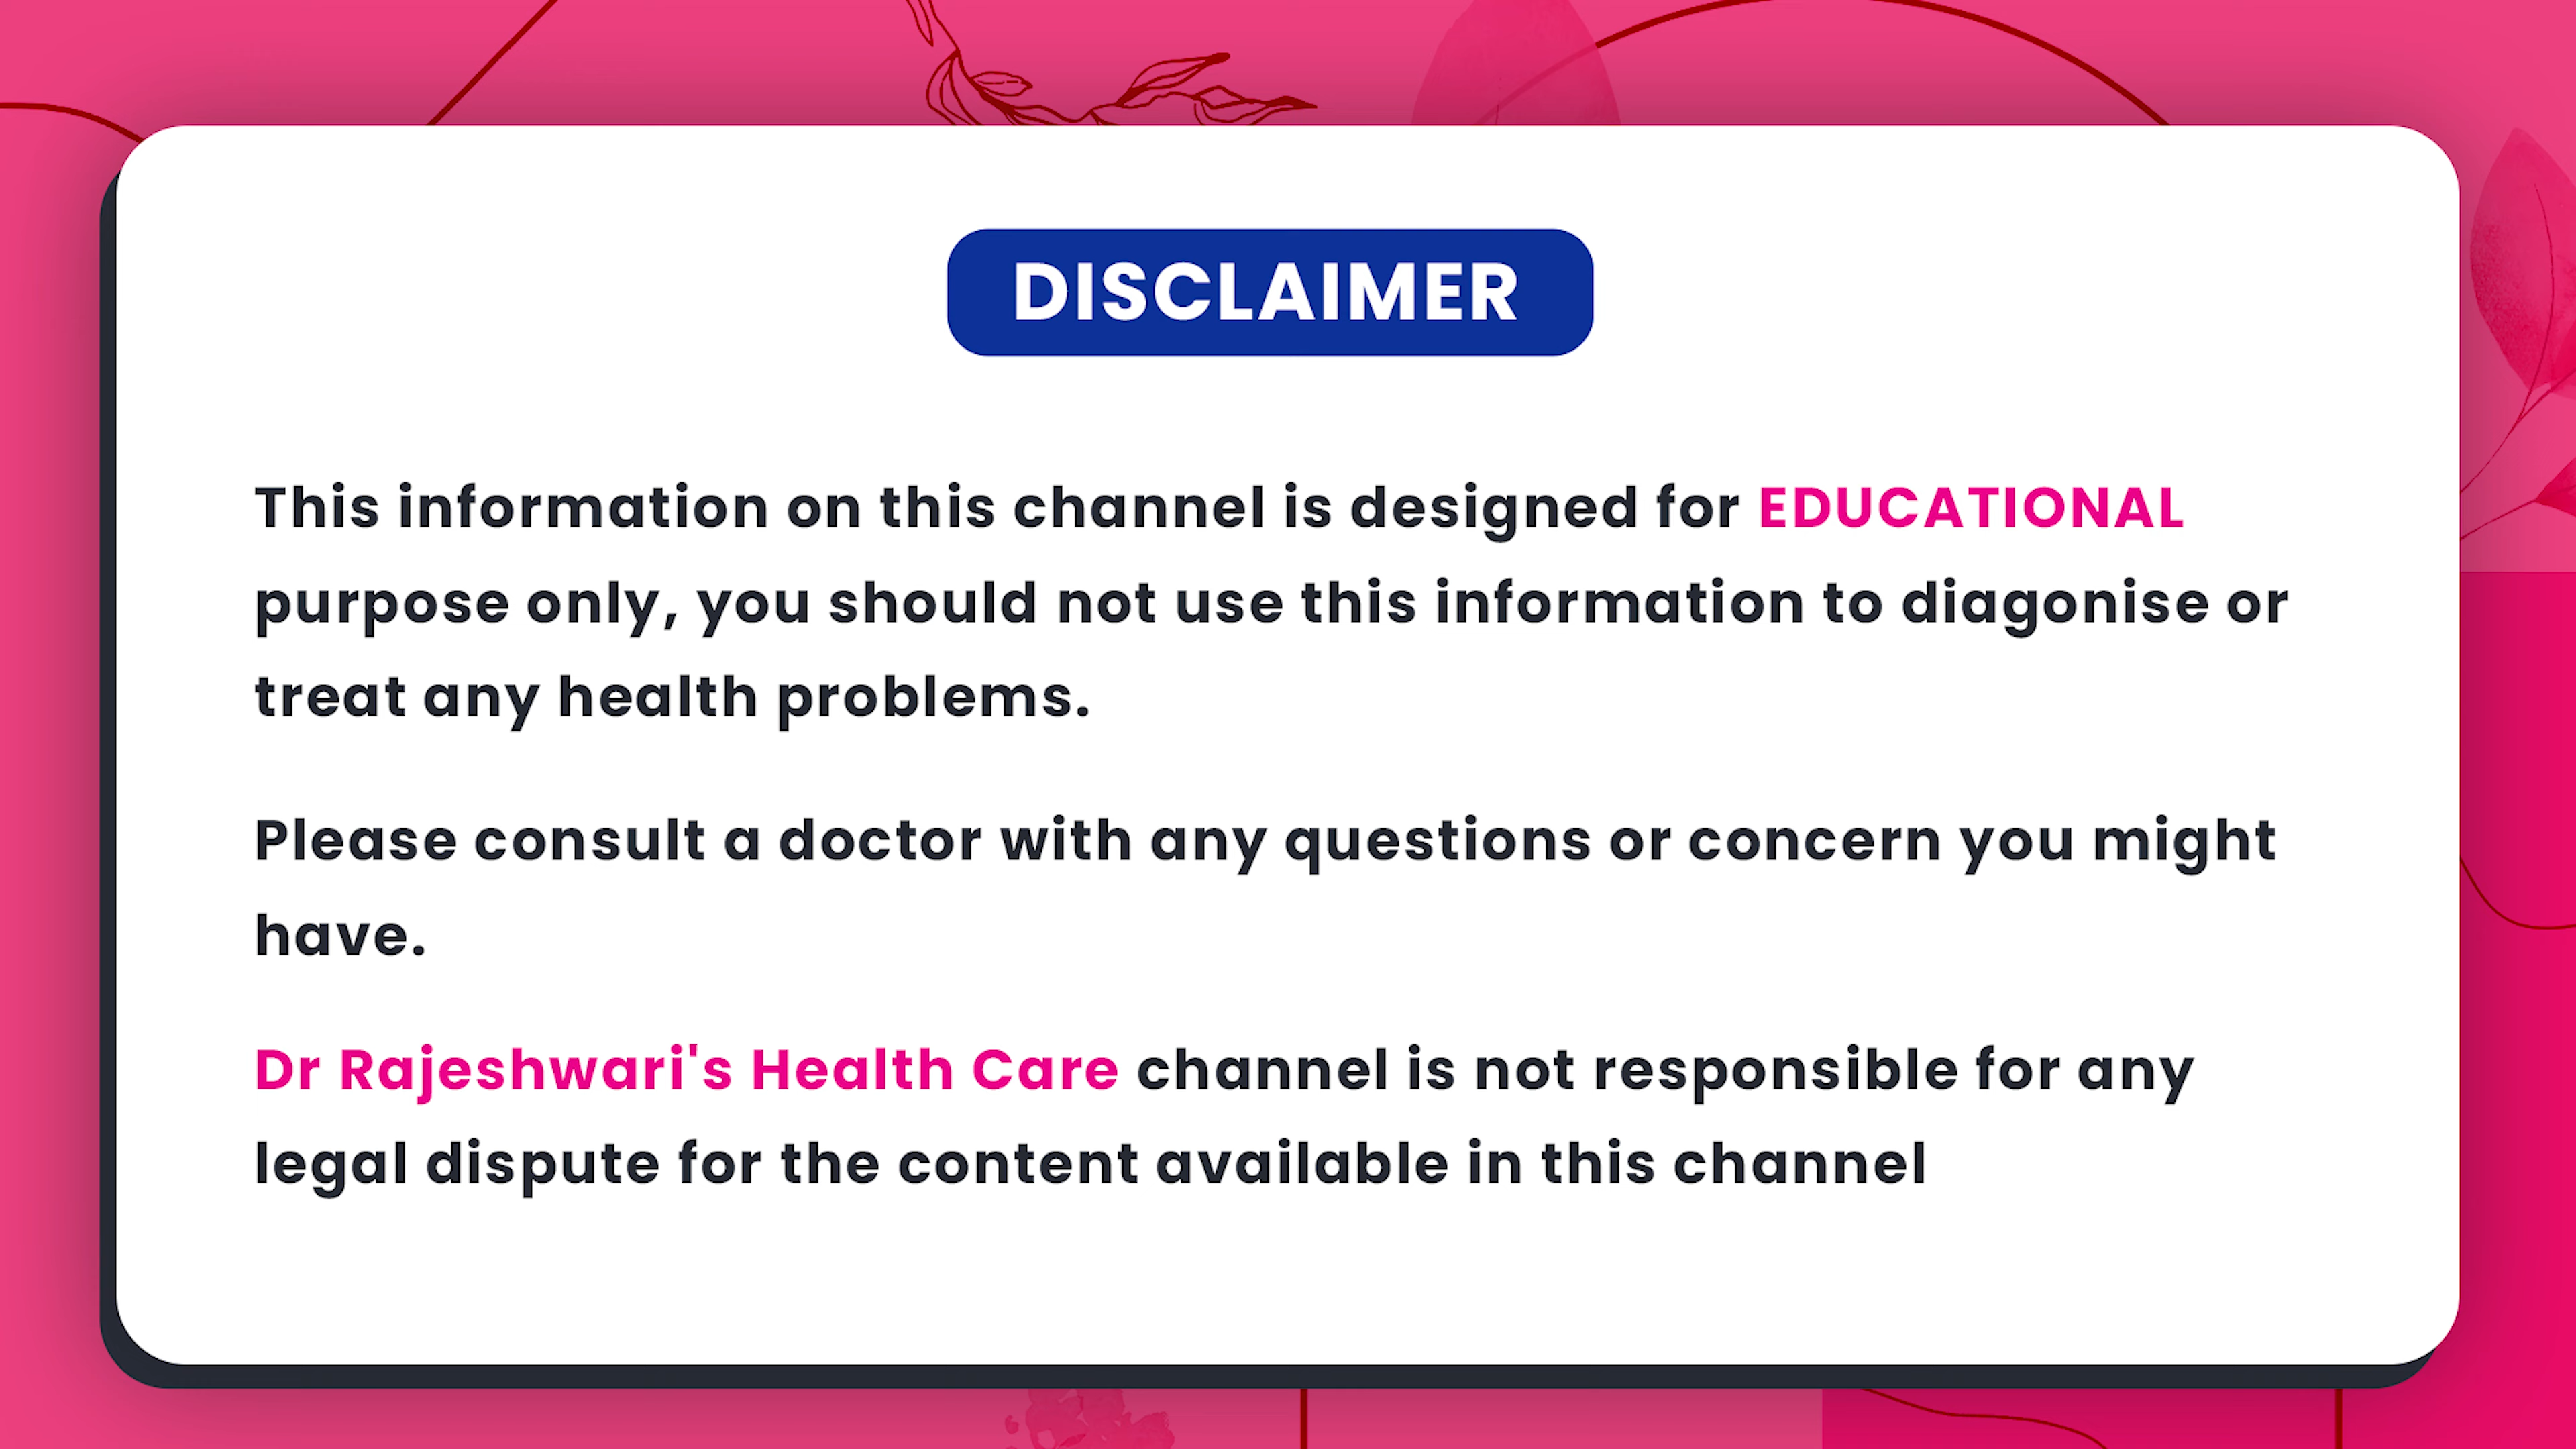 DISCLAIMER
This information on this channel is designed for EDUCATIONAL
purpose only, you should not use this information to diagonise or
treat any health problems.
Please consult a doctor with any questions or concern you might
have.
Dr Rajeshwari's Health Care channel is not responsible for any
legal dispute for the content available in this channel